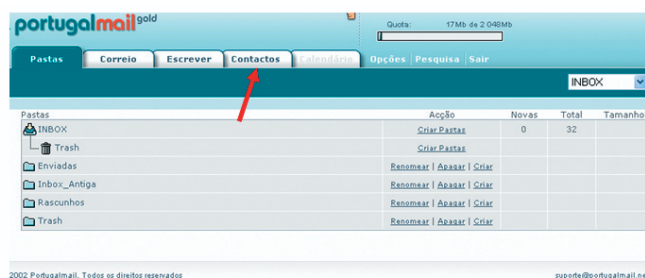 portugalmail gold
Quota: 17Mb de 2 048Mb
Pastas Correio Escrever Contactos Calendário Opções Pesquisa Sair
INBOX
Pastas Acção Novas Total Tamanho
INBOX Criar Pastas 0 32
Trash Criar Pastas
Enviadas Renomear | Apagar | Criar
Inbox_Antiga Renomear | Apagar | Criar
Rascunhos Renomear | Apagar | Criar
Trash Renomear | Apagar | Criar
2002 Portugalmail. Todos os direitos reservados suporte@portugalmail.ne